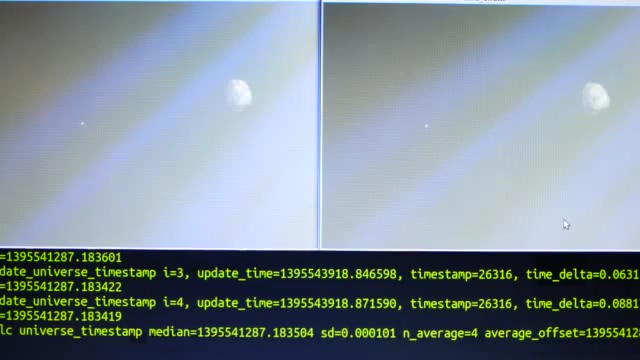 =1395541287.183601
date_universe_timestamp i=3, update_time=1395543918.846598, timestamp=26316, time_delta=0.0631
=1395541287.183422
date_universe_timestamp i=4, update_time=1395543918.871590, timestamp=26316, time_delta=0.0881
=1395541287.183419
lc universe_timestamp median=1395541287.183504 sd=0.000101 n_average=4 average_offset=13955412